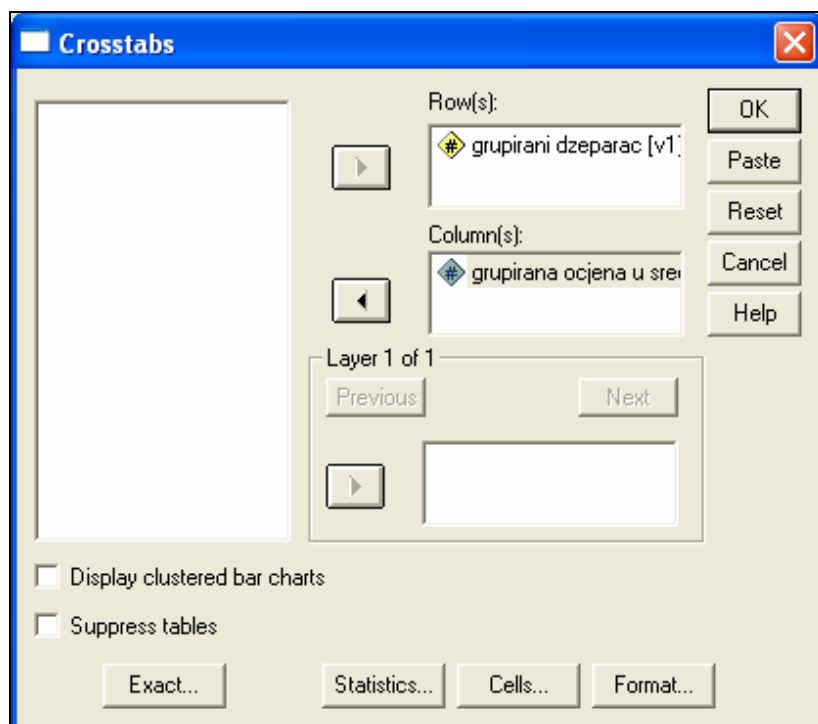 Crosstabs
Row(s):
# grupirani dzeparac [v1]
Column(s):
# grupirana ocjena u
Layer 1 of 1
Previous
Next
Display clustered bar charts
Suppress tables
Exact...
Statistics...
Cells...
Format...
OK
Paste
Reset
Cancel
Help